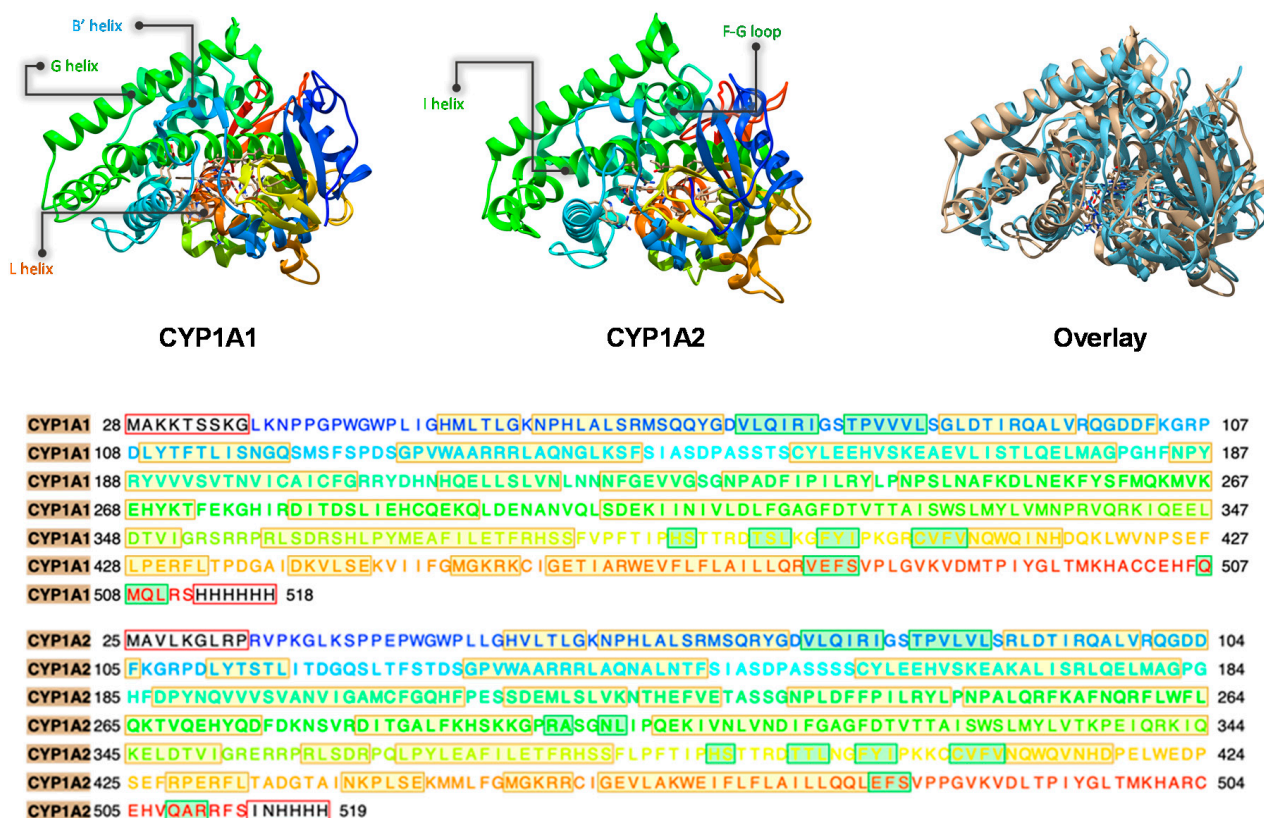 B' helix
F-G loop
G helix
I helix
L helix
CYP1A1
CYP1A2
Overlay
CYP1A1 28 MAKKTSSKGLKNPPGPWGWPLIGHMLTLGKNPHLALSRMSQQYGDVLQIRIGSTPVVVLSGLDTIRQALVRQGDDFKGRP 107
CYP1A1 108 DLYTFTLISNGQSMSFSPDSGPVWAARRRLAQNGLKSFSIASDPASSTSCYLEEHVSKEAEVLISTLQELMAGPGHFNPY 187
CYP1A1 188 RYVVVSVTNVICAICFGRRYDHNHQELLSLVNLNNNFGEVVGSGNPADFIPILRYLPNPSLNAFKDLNEKFYSFMQKMVK 267
CYP1A1 268 EHYKTFEKGHIRDITDSLIEHCQEKQLDENANVQLSDEKIINIVLDLFGAGFDTVTTAISWSLMYLVMNPRVQRKIQEEL 347
CYP1A1 348 DTVIGRSRRPRLSDRSHLPYMEAFILETFRHSSFVPFTIPHSTTRDTSLKGFYIPKGRCVFVNQWQINHDQKLWVNPSEF 427
CYP1A1 428 LPERFLTPDGAIDKVLSEKVIIFGMGKRKCIGETIARWEVFLFLAILLQRVEFSVPLGVKVDMTPIYGLTMKHACCEHFQ 507
CYP1A1 508 MQLRSHHHHHH 518
CYP1A2 25 MAVLKGLRPRVPKGLKSPPEPWGWPLLGHVLTLGKNPHLALSRMSQRYGDVLQIRIGSTPVLVLSRLDTIRQALVRQGDD 104
CYP1A2 105 FKGRPDLYTSTLITDGQSLTFSTDSGPVWAARRRLAQNALNTFSIASDPASSSSCYLEEHVSKEAKALISRLQELMAGPG 184
CYP1A2 185 HFDPYNQVVVSVANVIGAMCFGQHFPESSDEMLSLVKNTHEFVETASSGNPLDFFPILRYLPNPALQRFKAFNQRFLWFL 264
CYP1A2 265 QKTVQEHYQDFDKNSVRDITGALFKHSKKGPRASGNLIPQEKIVNLVNDIFGAGFDTVTTAISWSLMYLVTKPEIQRKIQ 344
CYP1A2 345 KELDTVIGRERRPRLSDRPQLPYLEAFILETFRHSSFLPFTIPHSTTRDTTLNGFYIPKKCCVFVNQWQVNHDPELWEDP 424
CYP1A2 425 SEFRPERFLTADGTAINKPLSEKMMLFGMGKRRCIGEVLAKWEIFLFLAILLQQLEFSVPPGVKVDLTPIYGLTMKHARC 504
CYP1A2 505 EHVQARRFSINHHHH 519